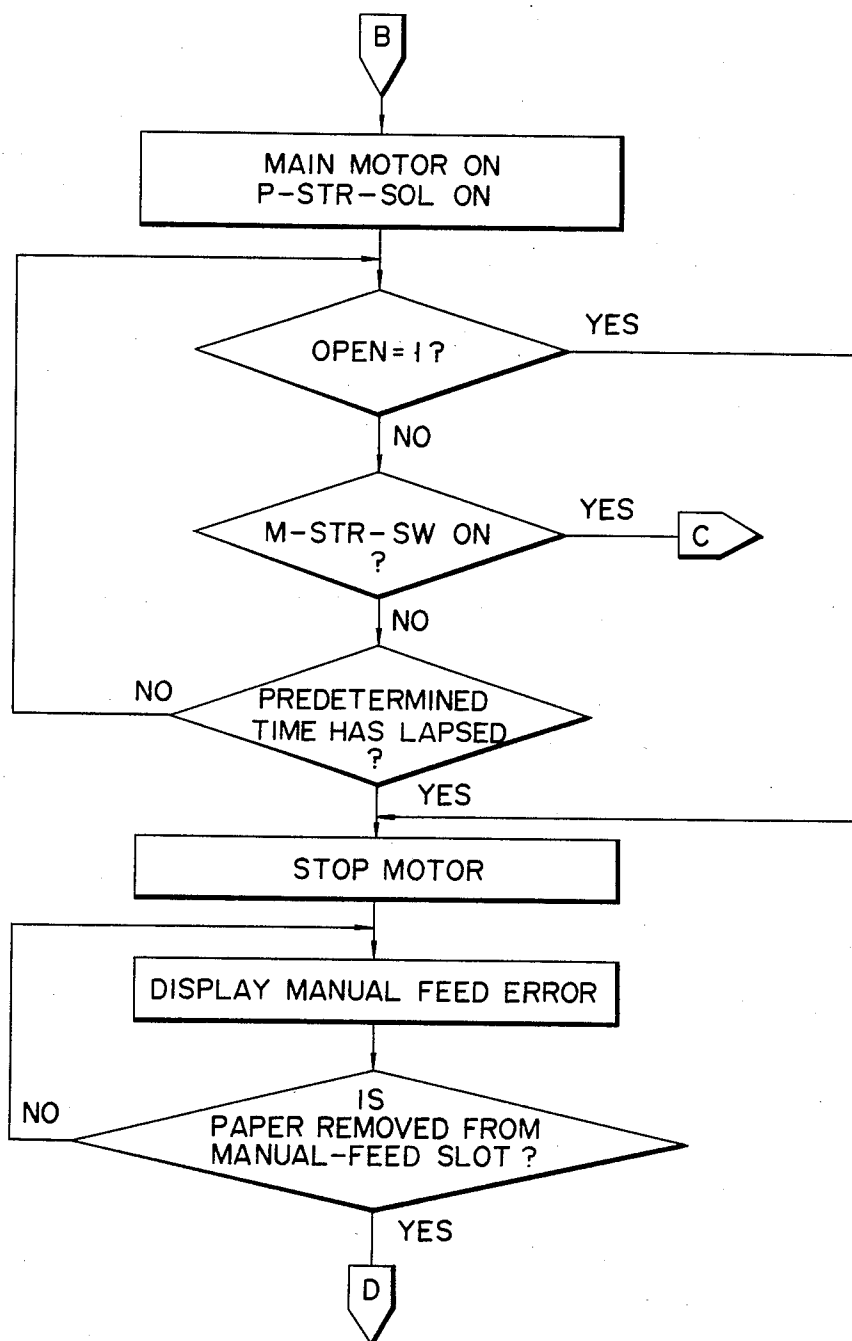 B
MAIN MOTOR ON
P-STR-SOL ON
OPEN=1?
YES
NO
M-STR-SW ON
?
YES
C
NO
PREDETERMINED
TIME HAS LAPSED
?
NO
YES
STOP MOTOR
DISPLAY MANUAL FEED ERROR
IS
PAPER REMOVED FROM
MANUAL-FEED SLOT ?
NO
YES
D